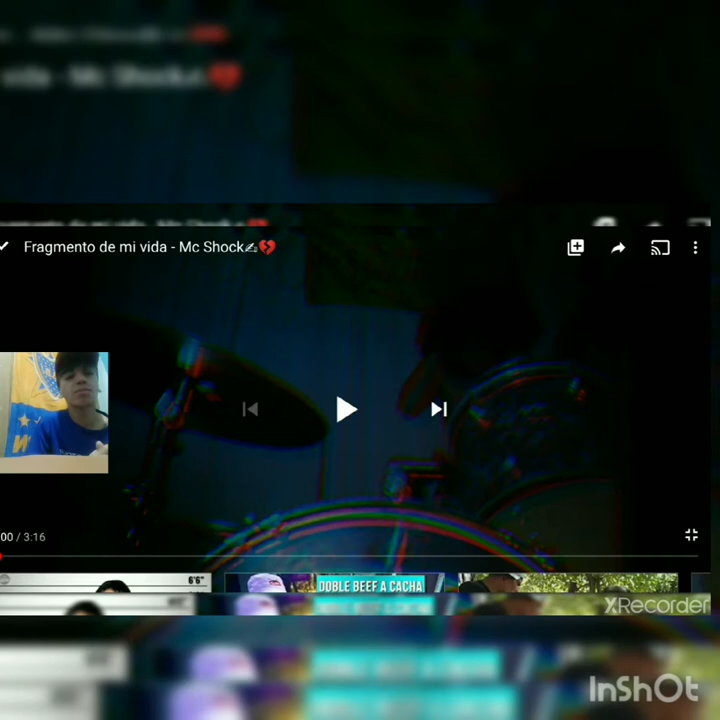 Fragmento de mi vida - Mc Shock✍💔
00 / 3:16
6'6"
DOBLE BEEF A CACHA
XRecorder
InShOt